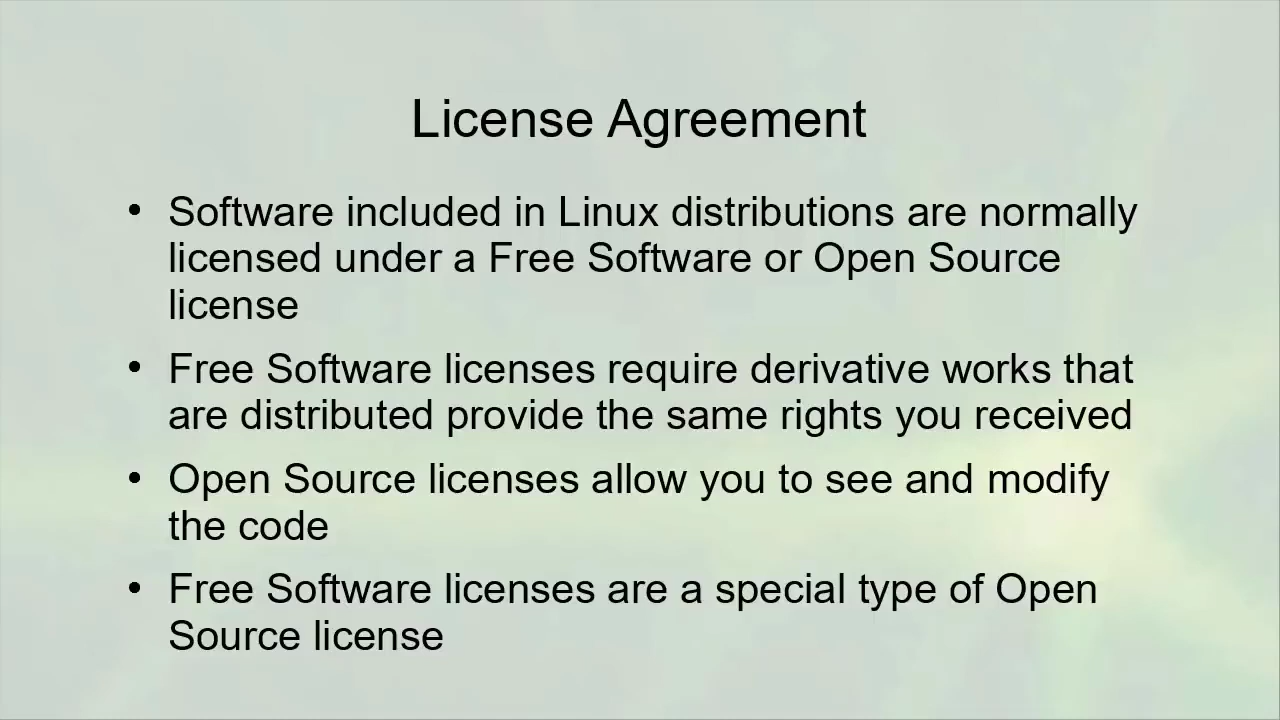 License Agreement
• Software included in Linux distributions are normally
licensed under a Free Software or Open Source
license
• Free Software licenses require derivative works that
are distributed provide the same rights you received
• Open Source licenses allow you to see and modify
the code
• Free Software licenses are a special type of Open
Source license